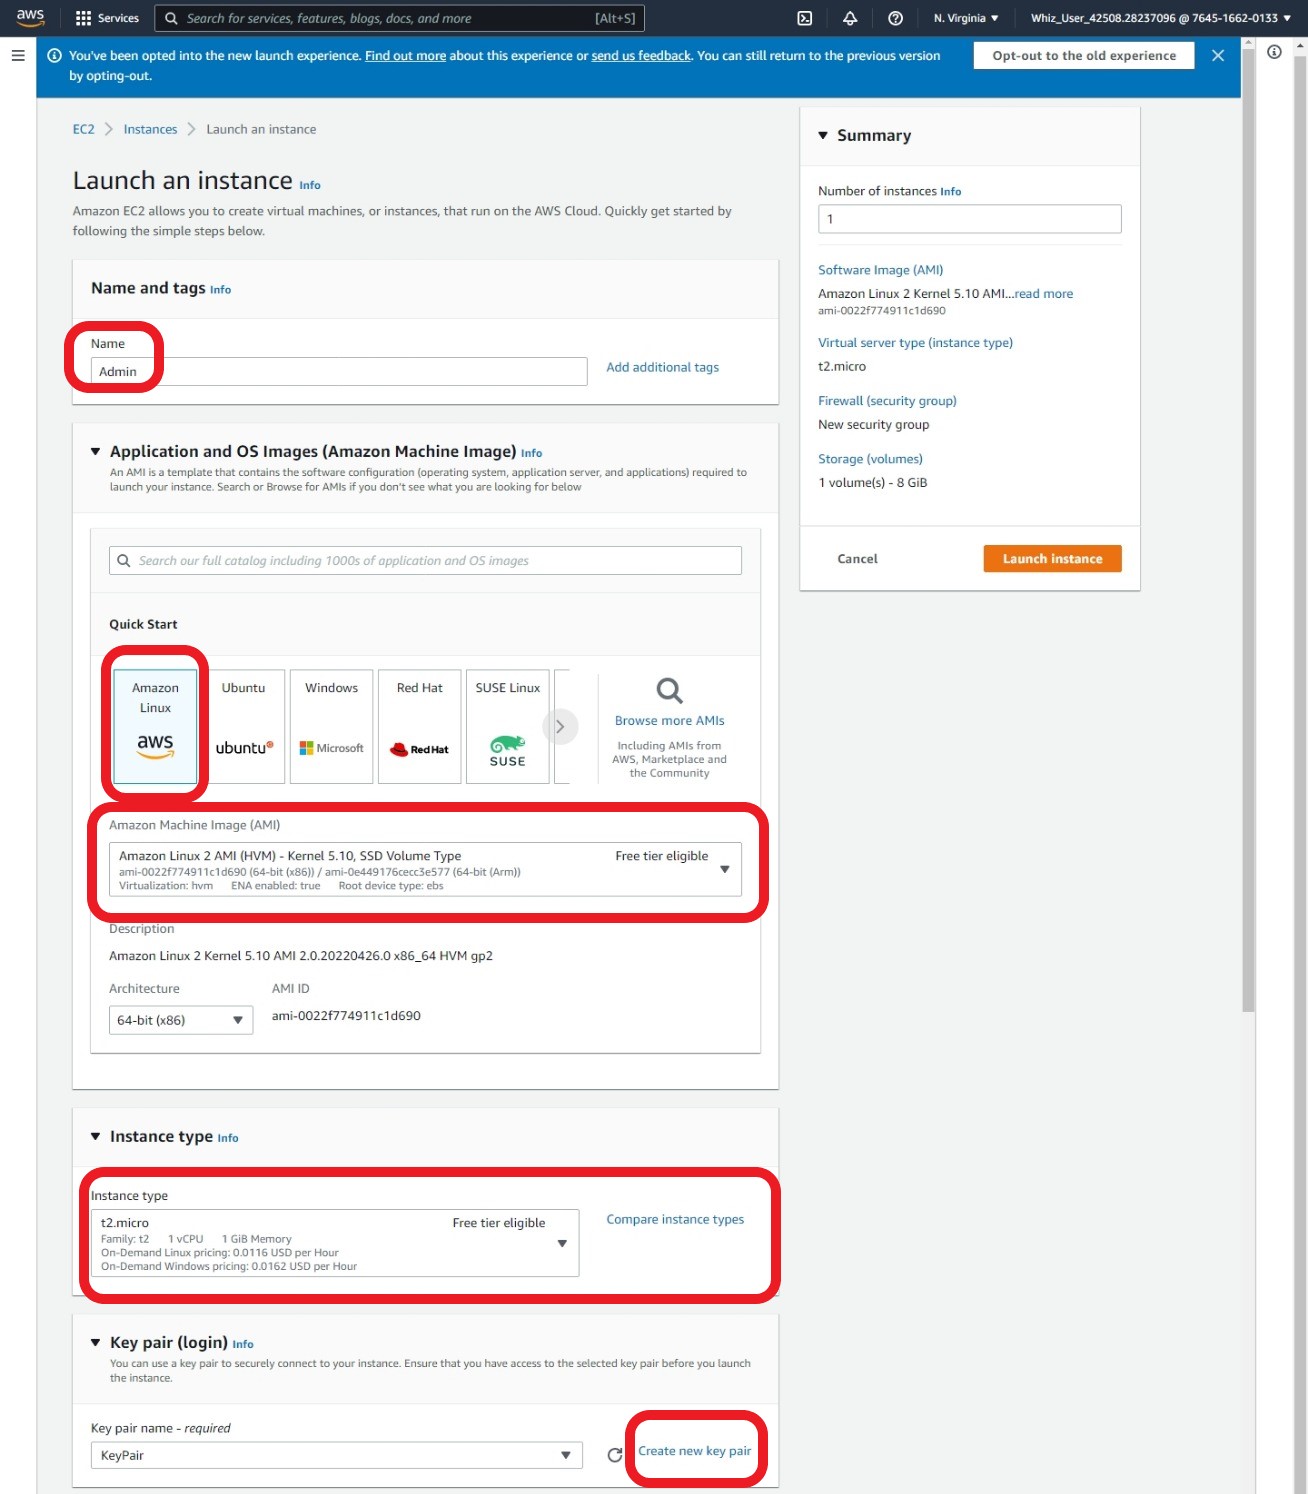 aws
Services
Search for services, features, blogs, docs, and more
[Alt+S]
N. Virginia
Whiz_User_42508.28237096 @ 7645-1662-0133
You've been opted into the new launch experience. Find out more about this experience or send us feedback. You can still return to the previous version
by opting-out.
Opt-out to the old experience
EC2 > Instances > Launch an instance
Launch an instance Info
Amazon EC2 allows you to create virtual machines, or instances, that run on the AWS Cloud. Quickly get started by
following the simple steps below.
Name and tags Info
Name
Admin
Add additional tags
Application and OS Images (Amazon Machine Image) Info
An AMI is a template that contains the software configuration (operating system, application server, and applications) required to
launch your instance. Search or Browse for AMIs if you don't see what you are looking for below
Search our full catalog including 1000s of application and OS images
Quick Start
Amazon
Linux
aws
Ubuntu
ubuntu
Windows
Microsoft
Red Hat
Red Hat
SUSE Linux
SUSE
Browse more AMIs
Including AMIs from
AWS, Marketplace and
the Community
Amazon Machine Image (AMI)
Amazon Linux 2 AMI (HVM) - Kernel 5.10, SSD Volume Type
Free tier eligible
ami-0022f774911c1d690 (64-bit (x86)) / ami-0e449176cecc3e577 (64-bit (Arm))
Virtualization: hvm ENA enabled: true Root device type: ebs
Description
Amazon Linux 2 Kernel 5.10 AMI 2.0.20220426.0 x86_64 HVM gp2
Architecture
AMI ID
64-bit (x86)
ami-0022f774911c1d690
Instance type Info
Instance type
t2.micro
Free tier eligible
Family: t2 1 vCPU 1 GiB Memory
On-Demand Linux pricing: 0.0116 USD per Hour
On-Demand Windows pricing: 0.0162 USD per Hour
Compare instance types
Key pair (login) Info
You can use a key pair to securely connect to your instance. Ensure that you have access to the selected key pair before you launch
the instance.
Key pair name - required
KeyPair
Create new key pair
Summary
Number of instances Info
1
Software Image (AMI)
Amazon Linux 2 Kernel 5.10 AMI...read more
ami-0022f774911c1d690
Virtual server type (instance type)
t2.micro
Firewall (security group)
New security group
Storage (volumes)
1 volume(s) - 8 GiB
Cancel
Launch instance